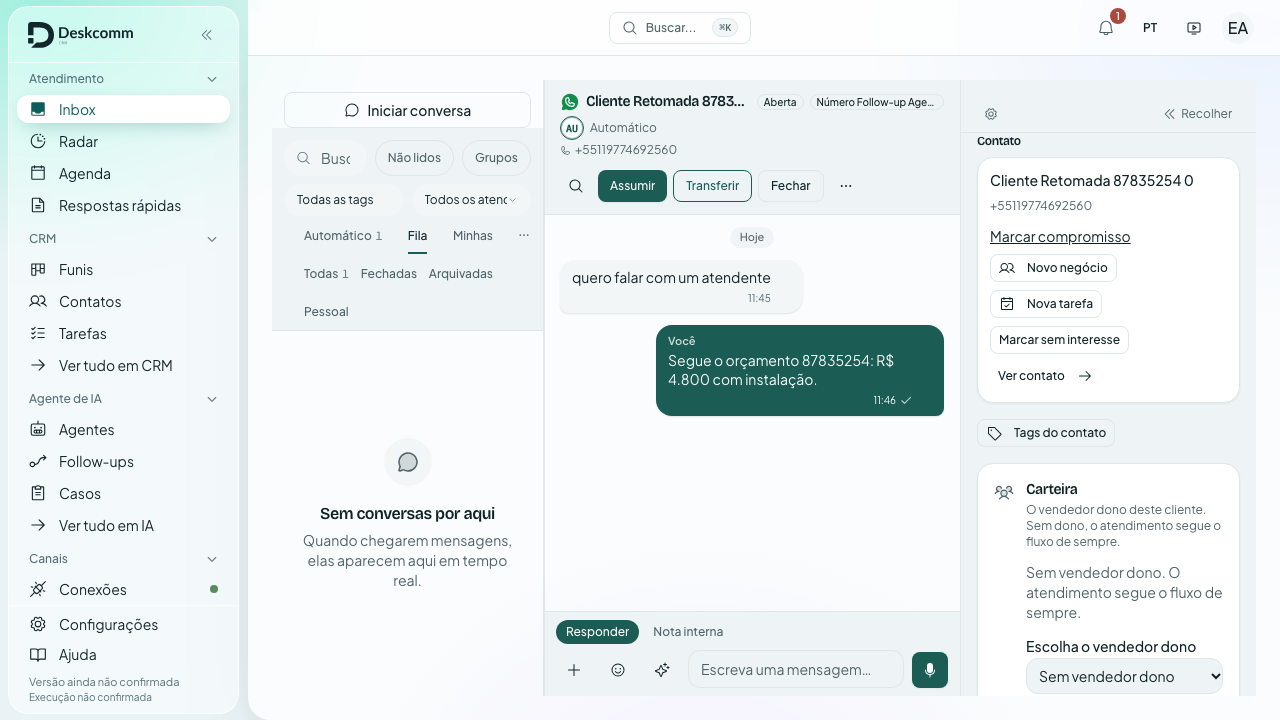 Deskcomm
CRM
Atendimento
Inbox
Radar
Agenda
Respostas rápidas
CRM
Funis
Contatos
Tarefas
Ver tudo em CRM
Agente de IA
Agentes
Follow-ups
Casos
Ver tudo em IA
Canais
Conexões
Configurações
Ajuda
Versão ainda não confirmada
Execução não confirmada
Buscar...
⌘K
1
PT
EA
Iniciar conversa
Busc
Não lidos
Grupos
Todas as tags
Todos os atenc
Automático 1
Fila
Minhas
...
Todas 1
Fechadas
Arquivadas
Pessoal
Sem conversas por aqui
Quando chegarem mensagens,
elas aparecem aqui em tempo
real.
Cliente Retomada 8783...
Aberta
Número Follow-up Age...
AU
Automático
+55119774692560
Assumir
Transferir
Fechar
...
Hoje
quero falar com um atendente
11:45
Você
Segue o orçamento 87835254: R$
4.800 com instalação.
11:46
Responder
Nota interna
Escreva uma mensagem...
Recolher
Contato
Cliente Retomada 87835254 0
+55119774692560
Marcar compromisso
Novo negócio
Nova tarefa
Marcar sem interesse
Ver contato
Tags do contato
Carteira
O vendedor dono deste cliente.
Sem dono, o atendimento segue o
fluxo de sempre.
Sem vendedor dono. O
atendimento segue o fluxo de
sempre.
Escolha o vendedor dono
Sem vendedor dono